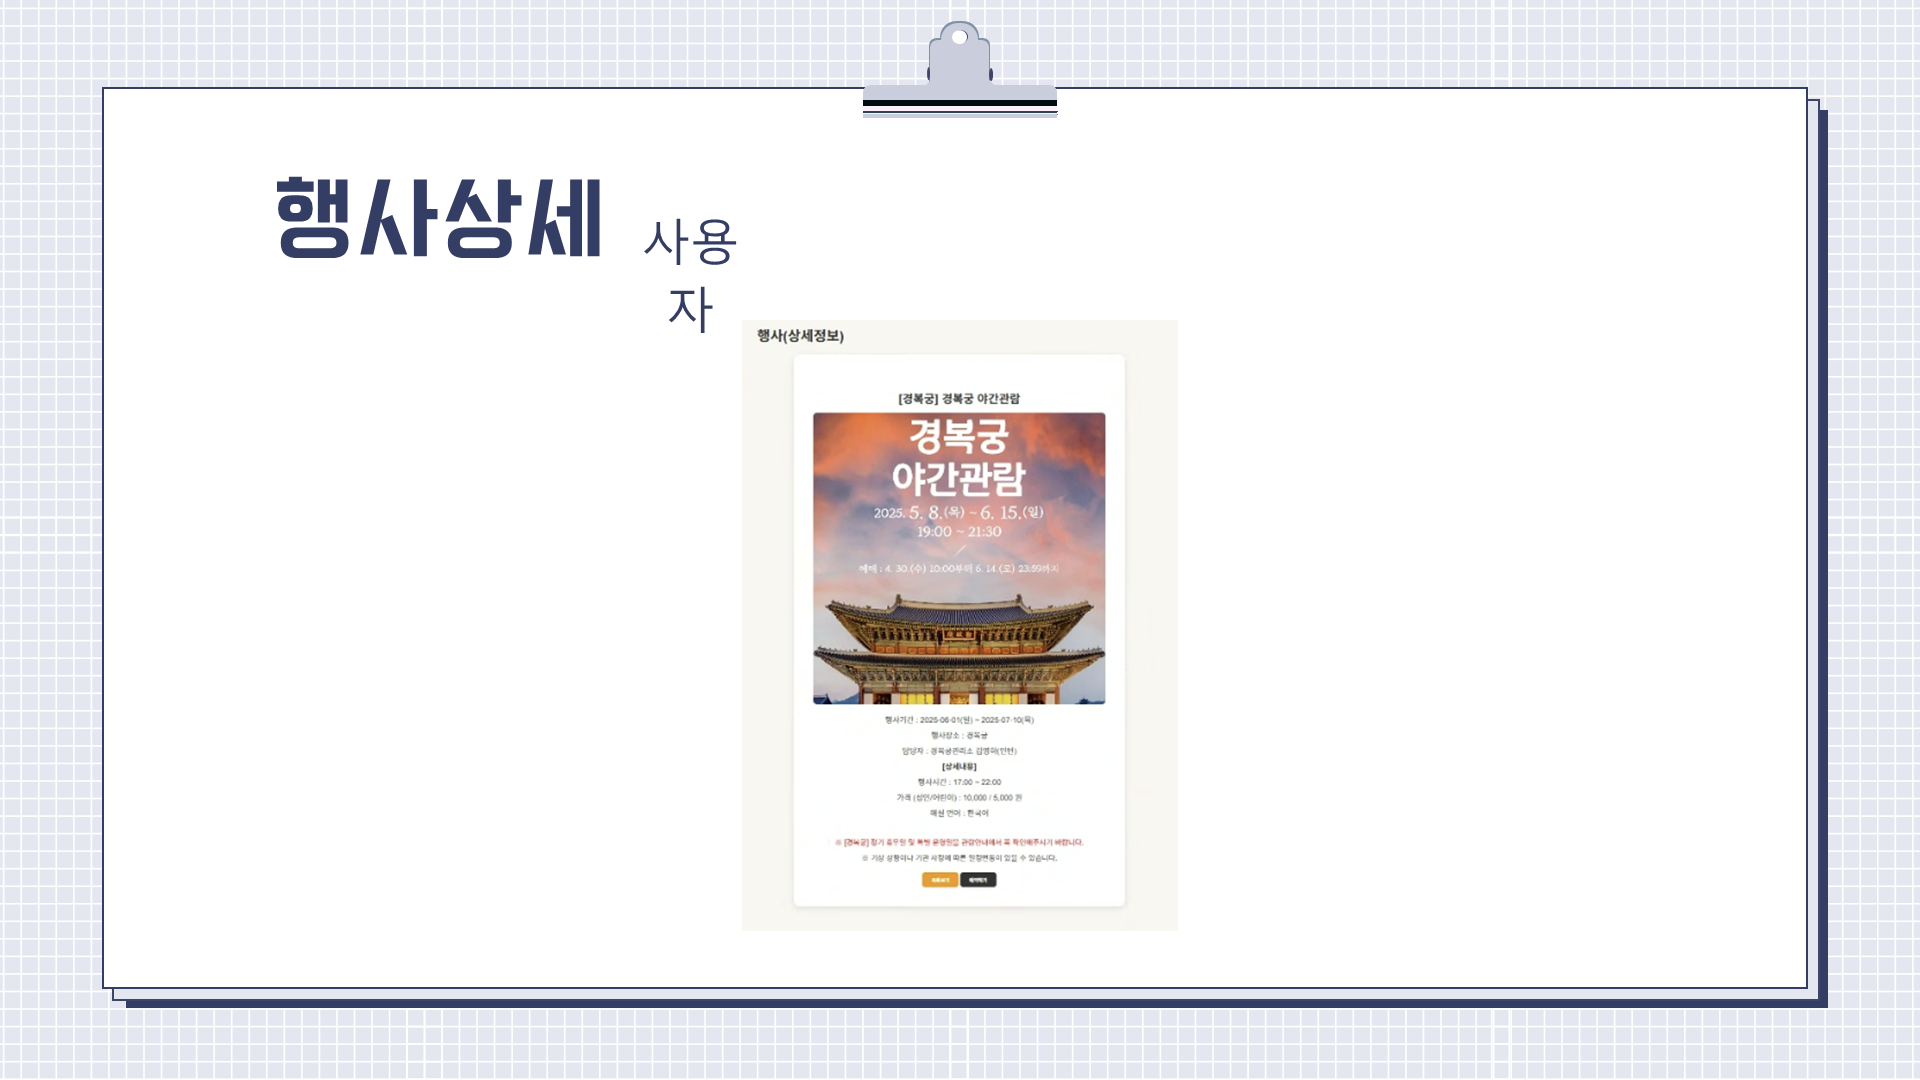 행사상세
사용
자
행사(상세정보)
[경복궁] 경복궁 야간관람
경복궁
야간관람
2025. 5. 8.(목) ~ 6. 15.(일)
19:00 ~ 21:30
예매 : 4. 30.(수) 10:00부터 6. 14.(토) 23:59까지
행사기간 : 2025-06-01(일) ~ 2025-07-10(목)
행사장소 : 경복궁
담당자 : 경복궁관리소 김영하(인턴)
[상세내용]
행사시간 : 17:00 ~ 22:00
가격 (성인/어린이) : 10,000 / 5,000 원
해설 언어 : 한국어
※ [경복궁] 정기 휴무일 및 특별 운영일을 관람안내에서 꼭 확인해주시기 바랍니다.
※ 기상 상황이나 기관 사정에 따른 일정변동이 있을 수 있습니다.